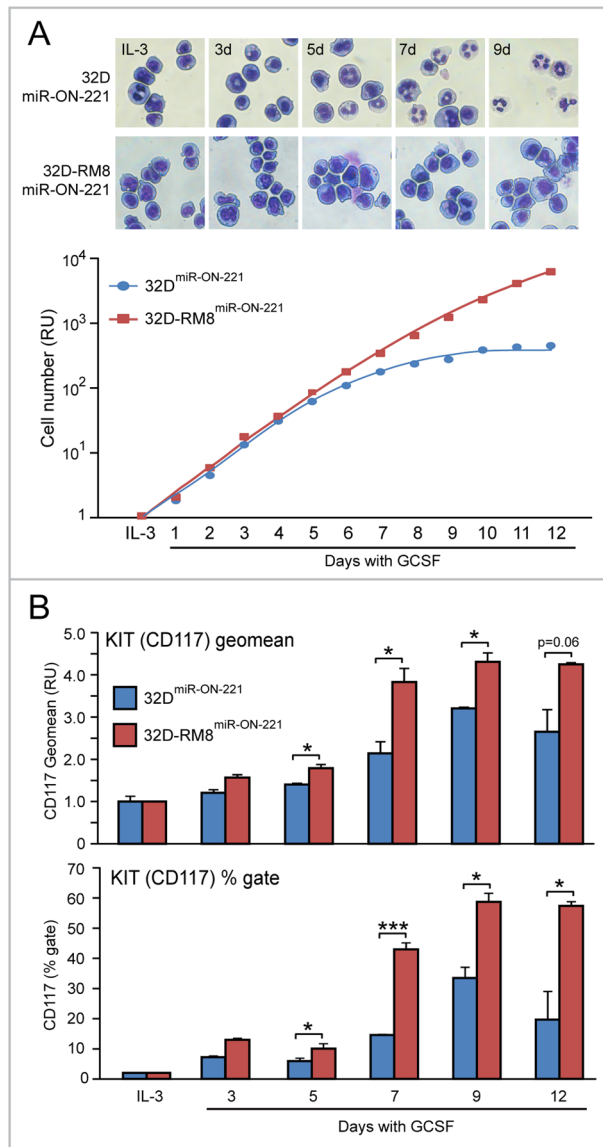 A
IL-3 3d 5d 7d 9d
32D
miR-ON-221
32D-RM8
miR-ON-221
Cell number (RU)
10^4
10^3
10^2
10^1
1
32D^miR-ON-221
32D-RM8^miR-ON-221
IL-3 1 2 3 4 5 6 7 8 9 10 11 12
Days with GCSF
B
KIT (CD117) geomean
CD117 Geomean (RU)
5.0
4.0
3.0
2.0
1.0
0
32D^miR-ON-221
32D-RM8^miR-ON-221
* * * p=0.06
KIT (CD117) % gate
CD117 (% gate)
70
60
50
40
30
20
10
0
* *** * *
IL-3 3 5 7 9 12
Days with GCSF